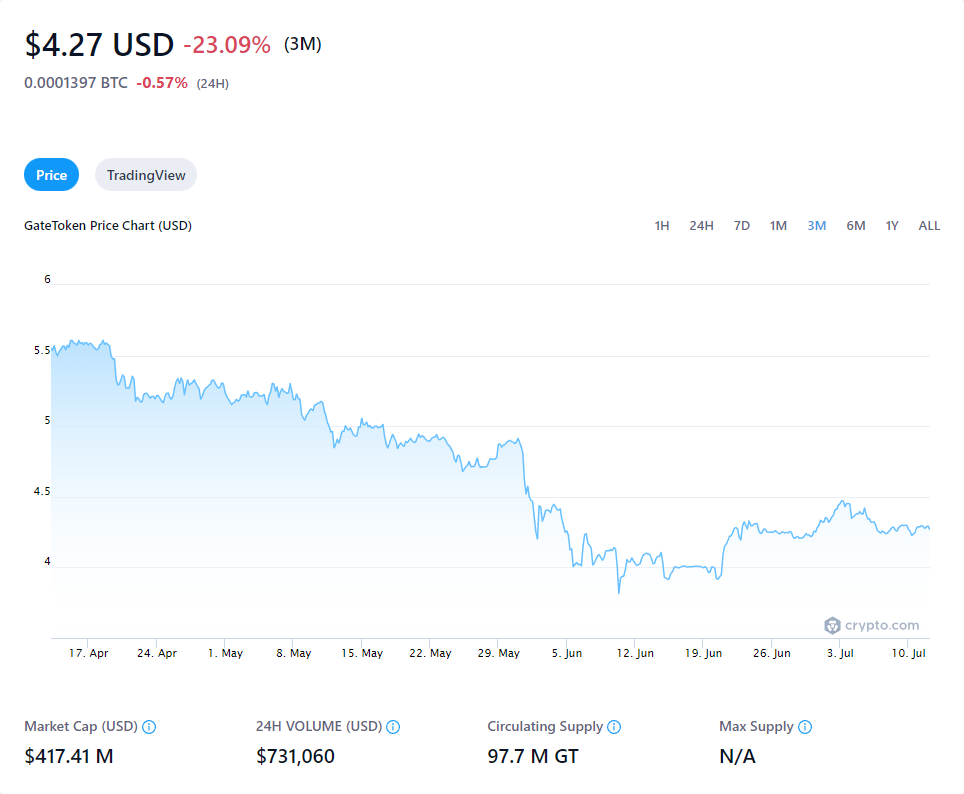 $4.27 USD -23.09% (3M)
0.0001397 BTC -0.57% (24H)
Price TradingView
GateToken Price Chart (USD) 1H 24H 7D 1M 3M 6M 1Y ALL
6
5.5
5
4.5
4
crypto.com
17. Apr 24. Apr 1. May 8. May 15. May 22. May 29. May 5. Jun 12. Jun 19. Jun 26. Jun 3. Jul 10. Jul
Market Cap (USD) 24H VOLUME (USD) Circulating Supply Max Supply
$417.41 M $731,060 97.7 M GT N/A